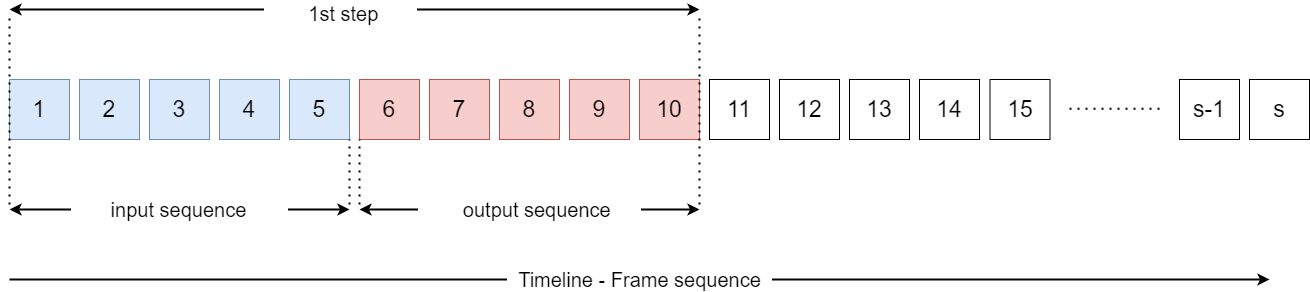 1st step
1 2 3 4 5 6 7 8 9 10 11 12 13 14 15 ............ s-1 s
input sequence output sequence
Timeline - Frame sequence